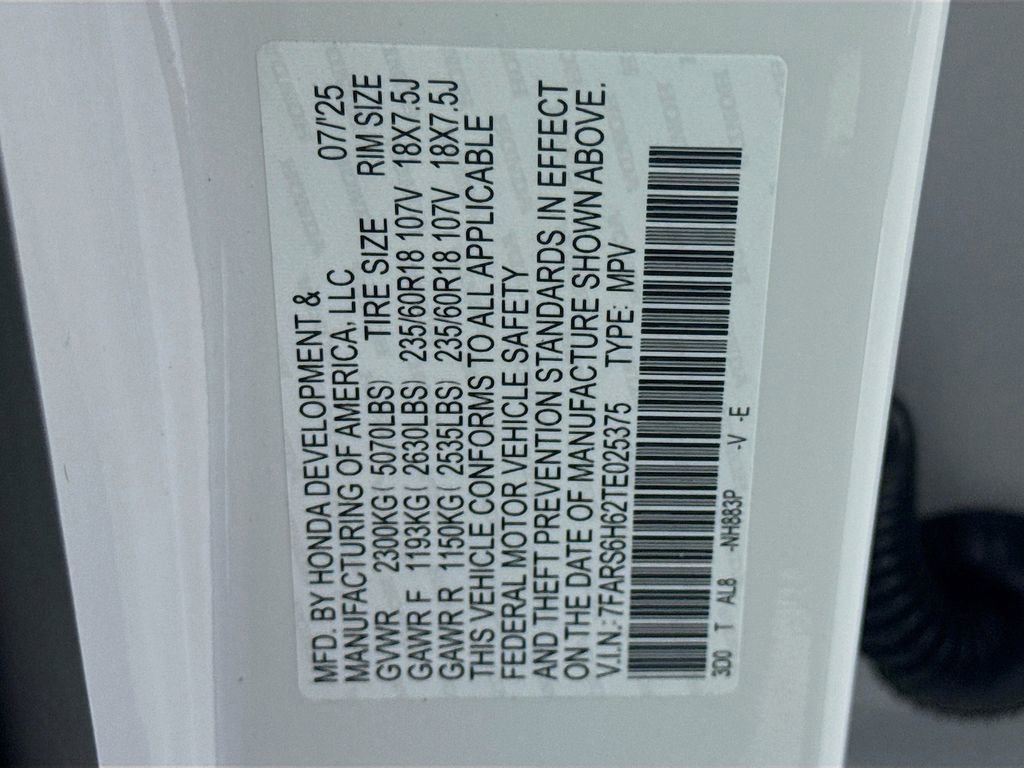 MFD. BY HONDA DEVELOPMENT &
MANUFACTURING OF AMERICA, LLC 07/'25
GVWR 2300KG ( 5070LBS) TIRE SIZE RIM SIZE
GAWR F 1193KG ( 2630LBS) 235/60R18 107V 18X7.5J
GAWR R 1150KG ( 2535LBS) 235/60R18 107V 18X7.5J
THIS VEHICLE CONFORMS TO ALL APPLICABLE
FEDERAL MOTOR VEHICLE SAFETY
AND THEFT PREVENTION STANDARDS IN EFFECT
ON THE DATE OF MANUFACTURE SHOWN ABOVE.
V.I.N.: 7FARS6H62TE025375 TYPE: MPV
3D0 T AL8 -NH883P -V -E